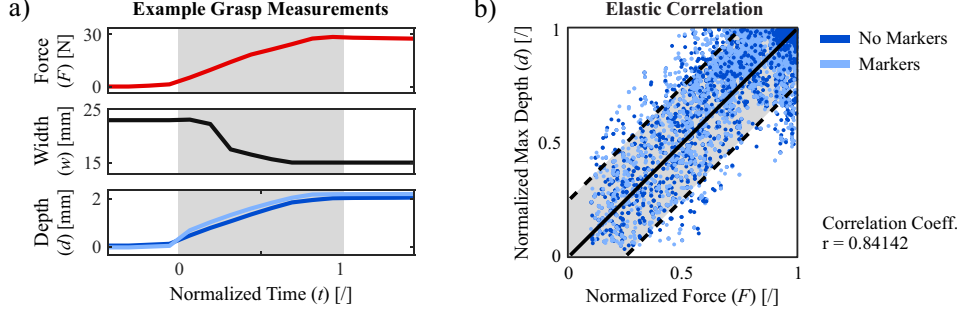 a)
Example Grasp Measurements
Force
(F) [N]
30
0
Width
(w) [mm]
25
15
Depth
(d) [mm]
2
0
0
1
Normalized Time (t) [/]
b)
Elastic Correlation
Normalized Max Depth (d) [/]
1
0.5
0
0
0.5
1
Normalized Force (F) [/]
No Markers
Markers
Correlation Coeff.
r = 0.84142